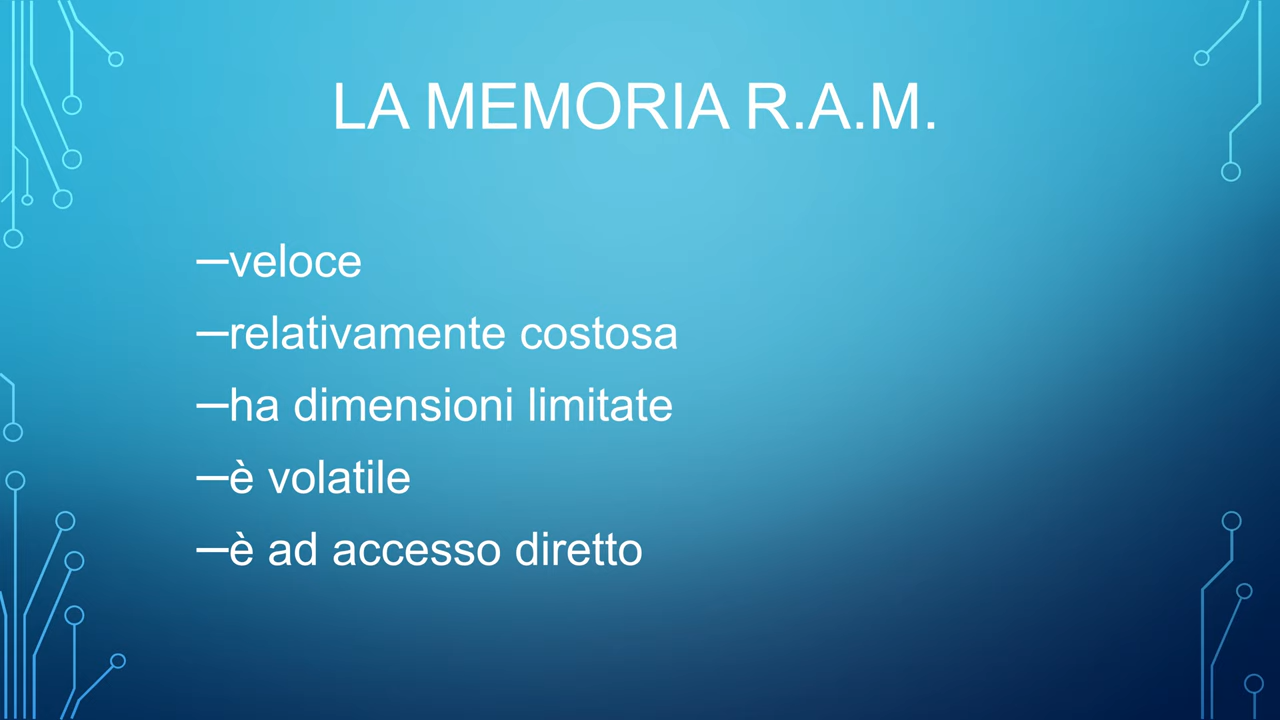 LA MEMORIA R.A.M.
–veloce
–relativamente costosa
–ha dimensioni limitate
–è volatile
–è ad accesso diretto